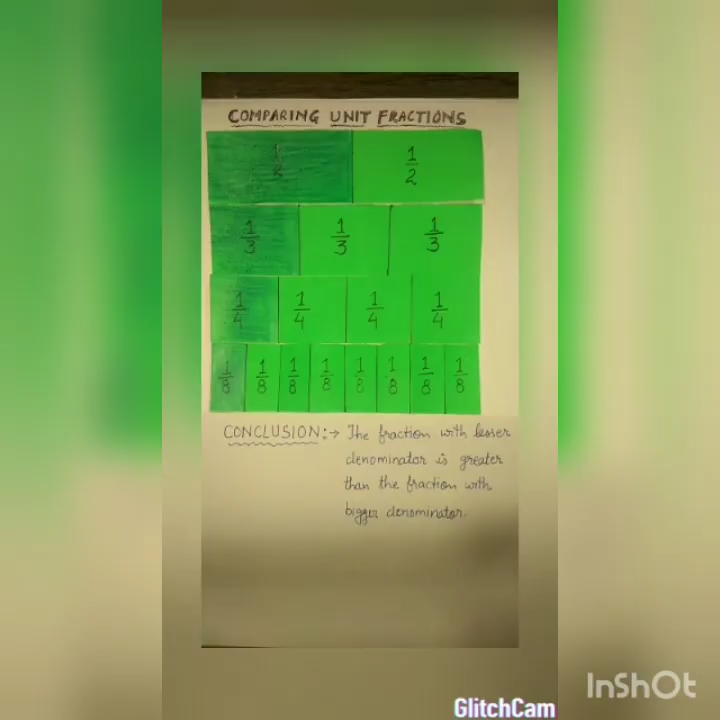 COMPARING UNIT FRACTIONS
1/2 1/2
1/3 1/3 1/3
1/4 1/4 1/4 1/4
1/8 1/8 1/8 1/8 1/8 1/8 1/8 1/8
CONCLUSION:→ The fraction with lesser
denominator is greater
than the fraction with
bigger denominator.
InShOt
GlitchCam